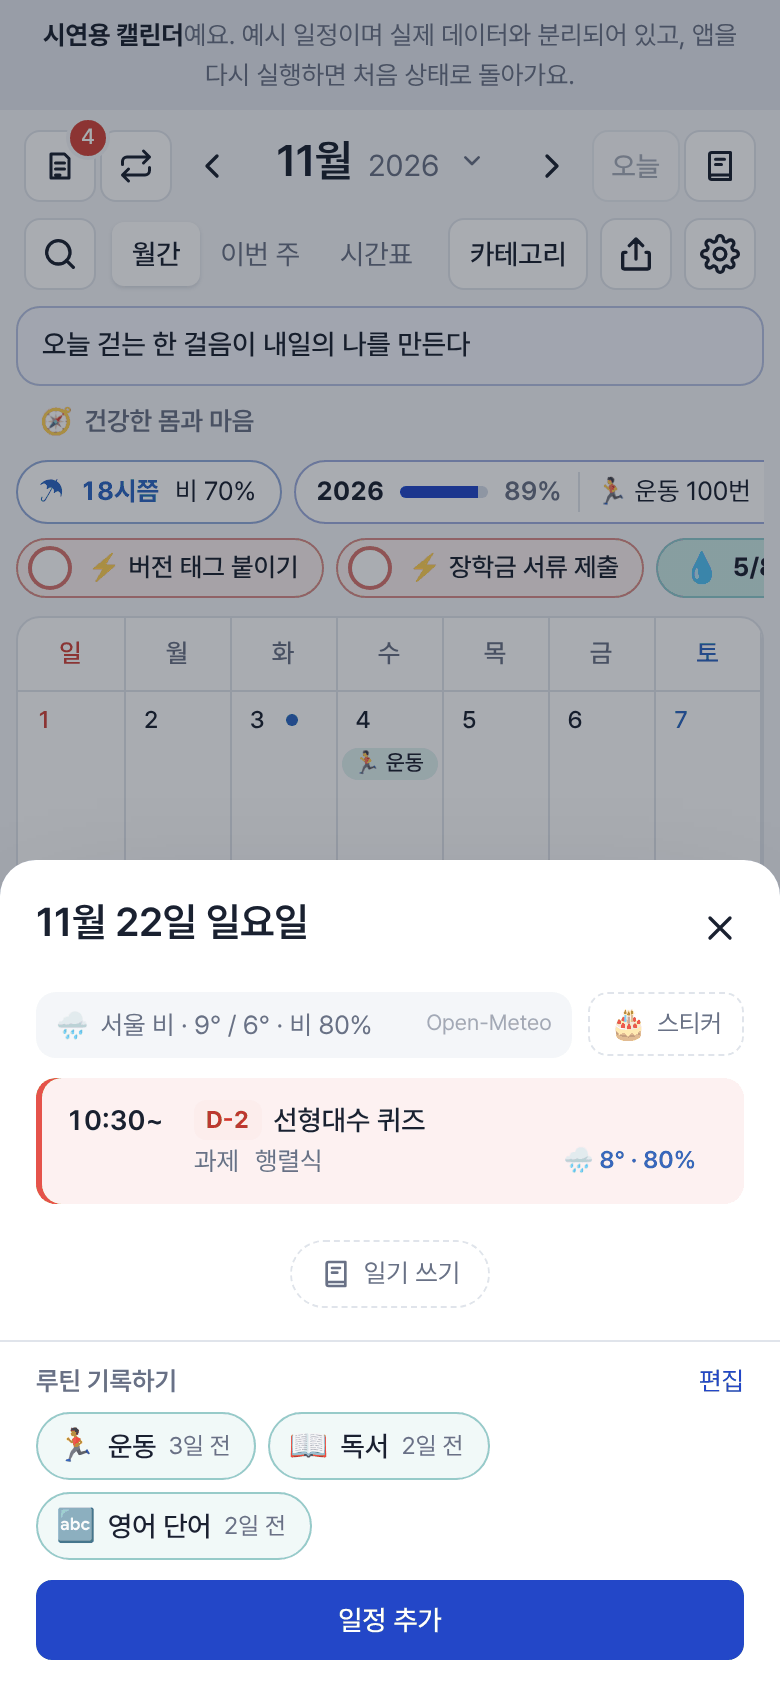 시연용 캘린더예요. 예시 일정이며 실제 데이터와 분리되어 있고, 앱을
다시 실행하면 처음 상태로 돌아가요.
4
11월 2026
오늘
월간 이번 주 시간표 카테고리
오늘 걷는 한 걸음이 내일의 나를 만든다
건강한 몸과 마음
18시쯤 비 70% 2026 89% 운동 100번
버전 태그 붙이기 장학금 서류 제출 5/8
일 월 화 수 목 금 토
1 2 3 4 5 6 7
운동
11월 22일 일요일
서울 비 · 9° / 6° · 비 80% Open-Meteo 스티커
10:30~ D-2 선형대수 퀴즈
과제 행렬식 8° · 80%
일기 쓰기
루틴 기록하기 편집
운동 3일 전 독서 2일 전
abc 영어 단어 2일 전
일정 추가